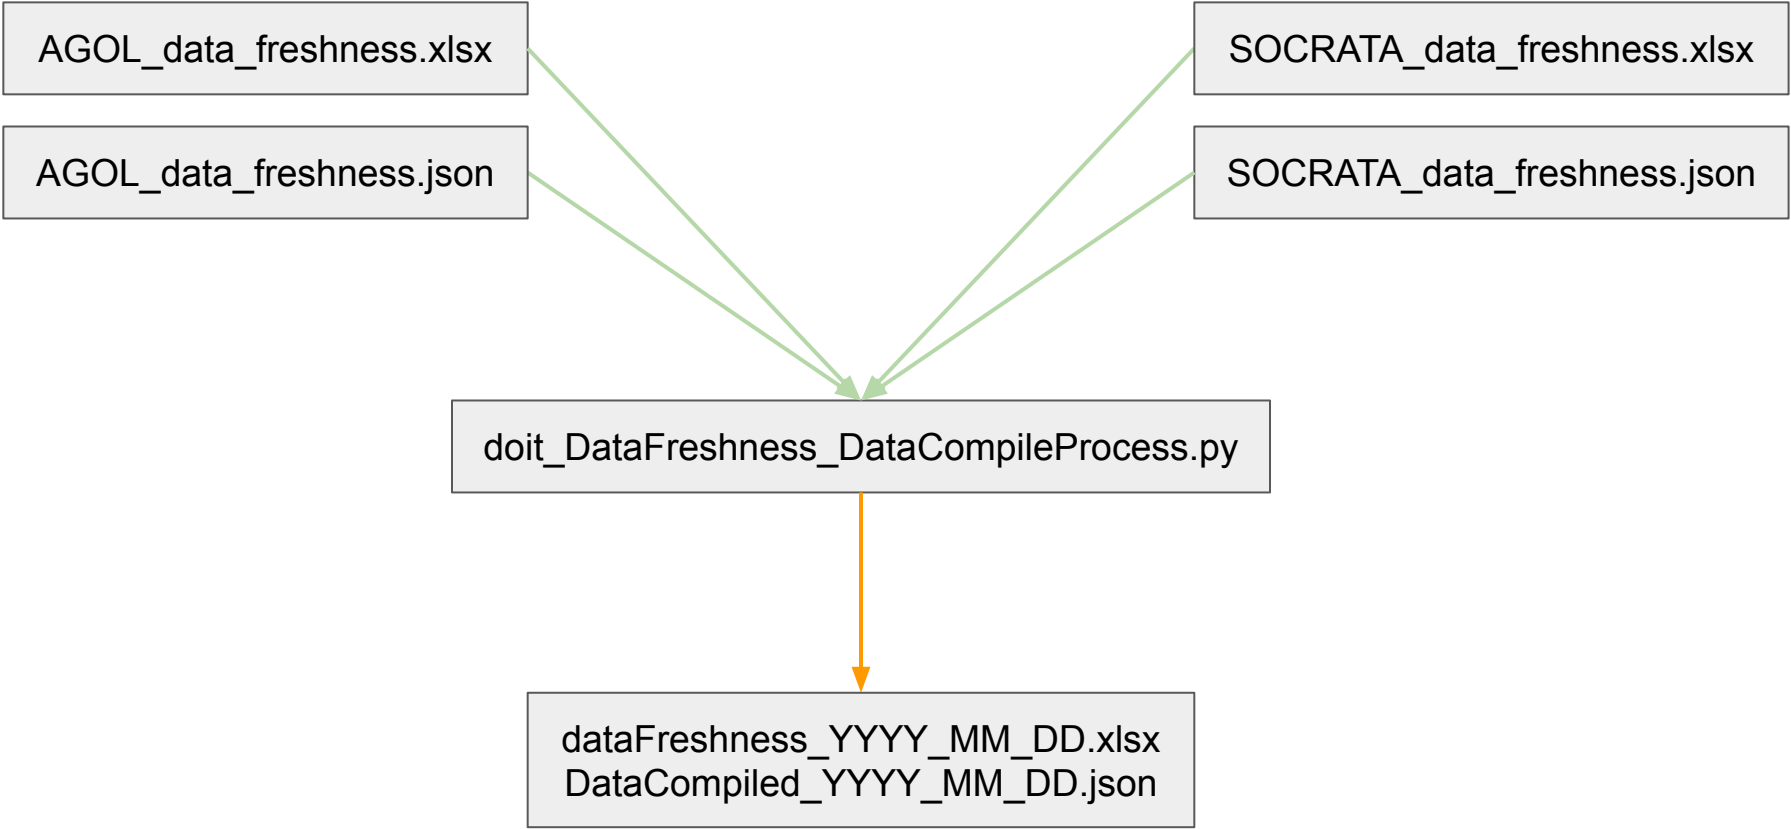 AGOL_data_freshness.xlsx
SOCRATA_data_freshness.xlsx
AGOL_data_freshness.json
SOCRATA_data_freshness.json
doit_DataFreshness_DataCompileProcess.py
dataFreshness_YYYY_MM_DD.xlsx
DataCompiled_YYYY_MM_DD.json